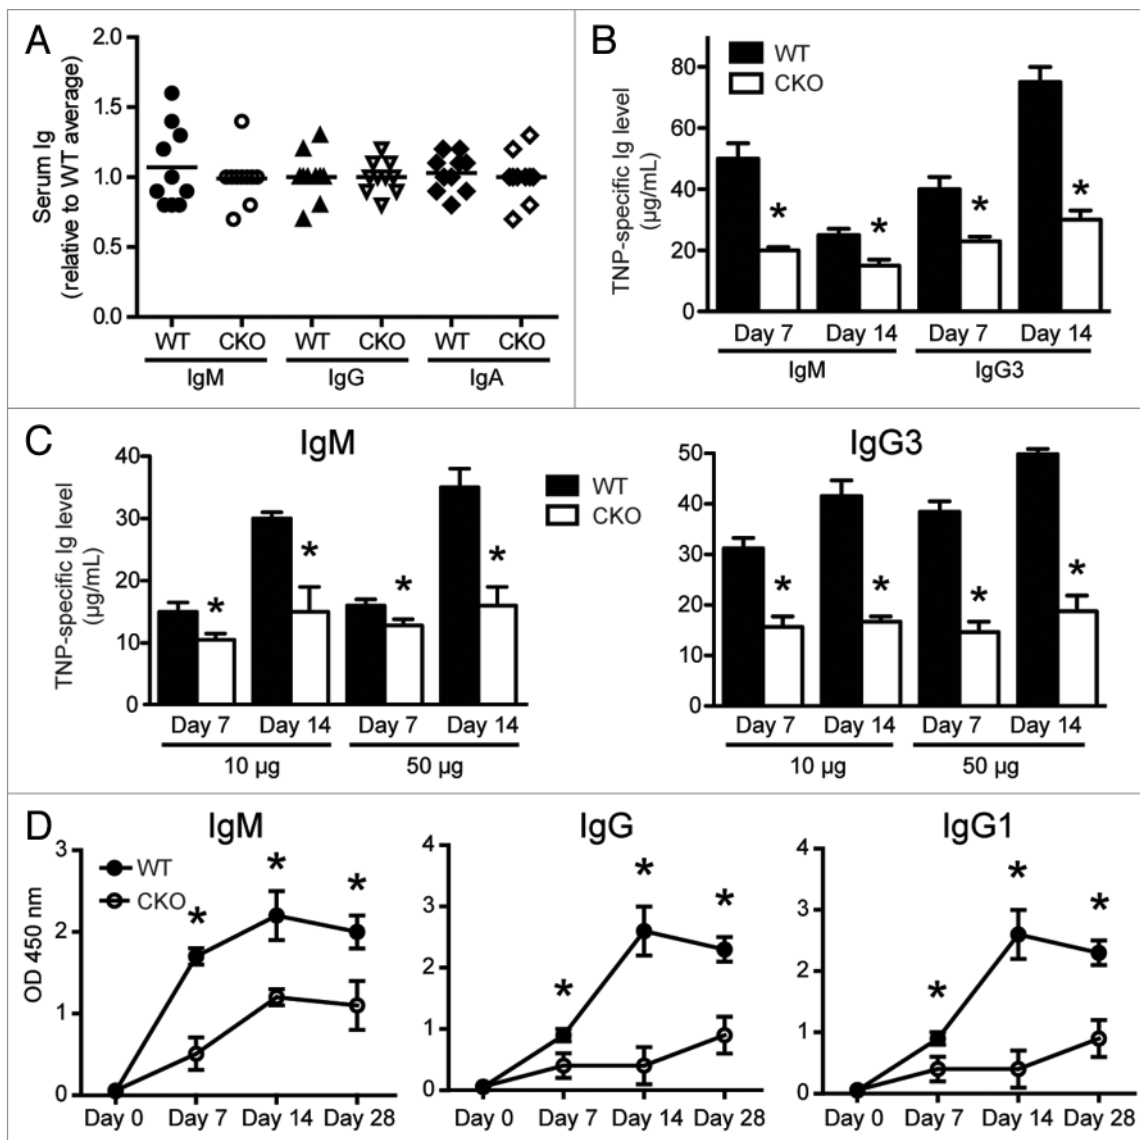 A
2.0
1.5
1.0
0.5
0.0
Serum Ig
(relative to WT average)
WT CKO WT CKO WT CKO
IgM IgG IgA
B
WT
CKO
80
60
40
20
0
TNP-specific Ig level
(µg/mL)
* * * *
Day 7 Day 14 Day 7 Day 14
IgM IgG3
C
IgM
40
30
20
10
0
TNP-specific Ig level
(µg/mL)
* * * *
Day 7 Day 14 Day 7 Day 14
10 µg 50 µg
WT
CKO
IgG3
50
40
30
20
10
0
* * * *
Day 7 Day 14 Day 7 Day 14
10 µg 50 µg
D
IgM
3
2
1
0
OD 450 nm
WT
CKO
* * *
Day 0 Day 7 Day 14 Day 28
IgG
4
3
2
1
0
* * *
Day 0 Day 7 Day 14 Day 28
IgG1
4
3
2
1
0
* * *
Day 0 Day 7 Day 14 Day 28